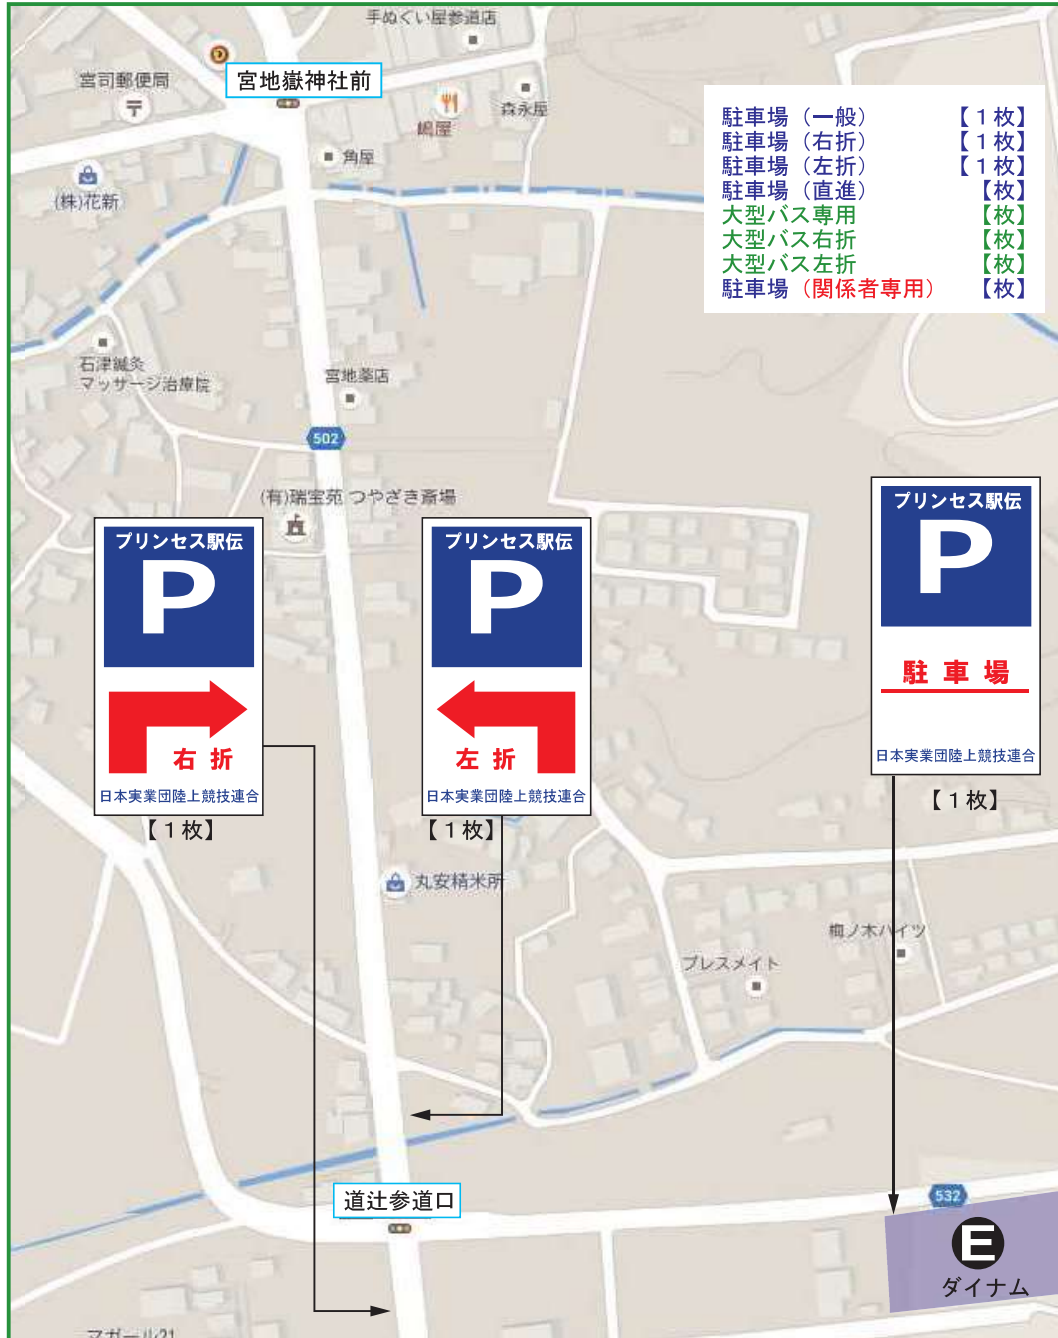 手ぬぐい屋参道店
宮地嶽神社前
宮司郵便局
森永屋
嶋屋
角屋
(株)花新
駐車場（一般）【１枚】
駐車場（右折）【１枚】
駐車場（左折）【１枚】
駐車場（直進）【枚】
大型バス専用【枚】
大型バス右折【枚】
大型バス左折【枚】
駐車場（関係者専用）【枚】
石津鍼灸
マッサージ治療院
宮地薬店
502
(有)瑞宝苑 つやざき斎場
プリンセス駅伝
P
右折
日本実業団陸上競技連合
【１枚】
プリンセス駅伝
P
左折
日本実業団陸上競技連合
【１枚】
プリンセス駅伝
P
駐車場
日本実業団陸上競技連合
【１枚】
丸安精米所
梅ノ木ハイツ
プレスメイト
道辻参道口
532
E
ダイナム
マガール21